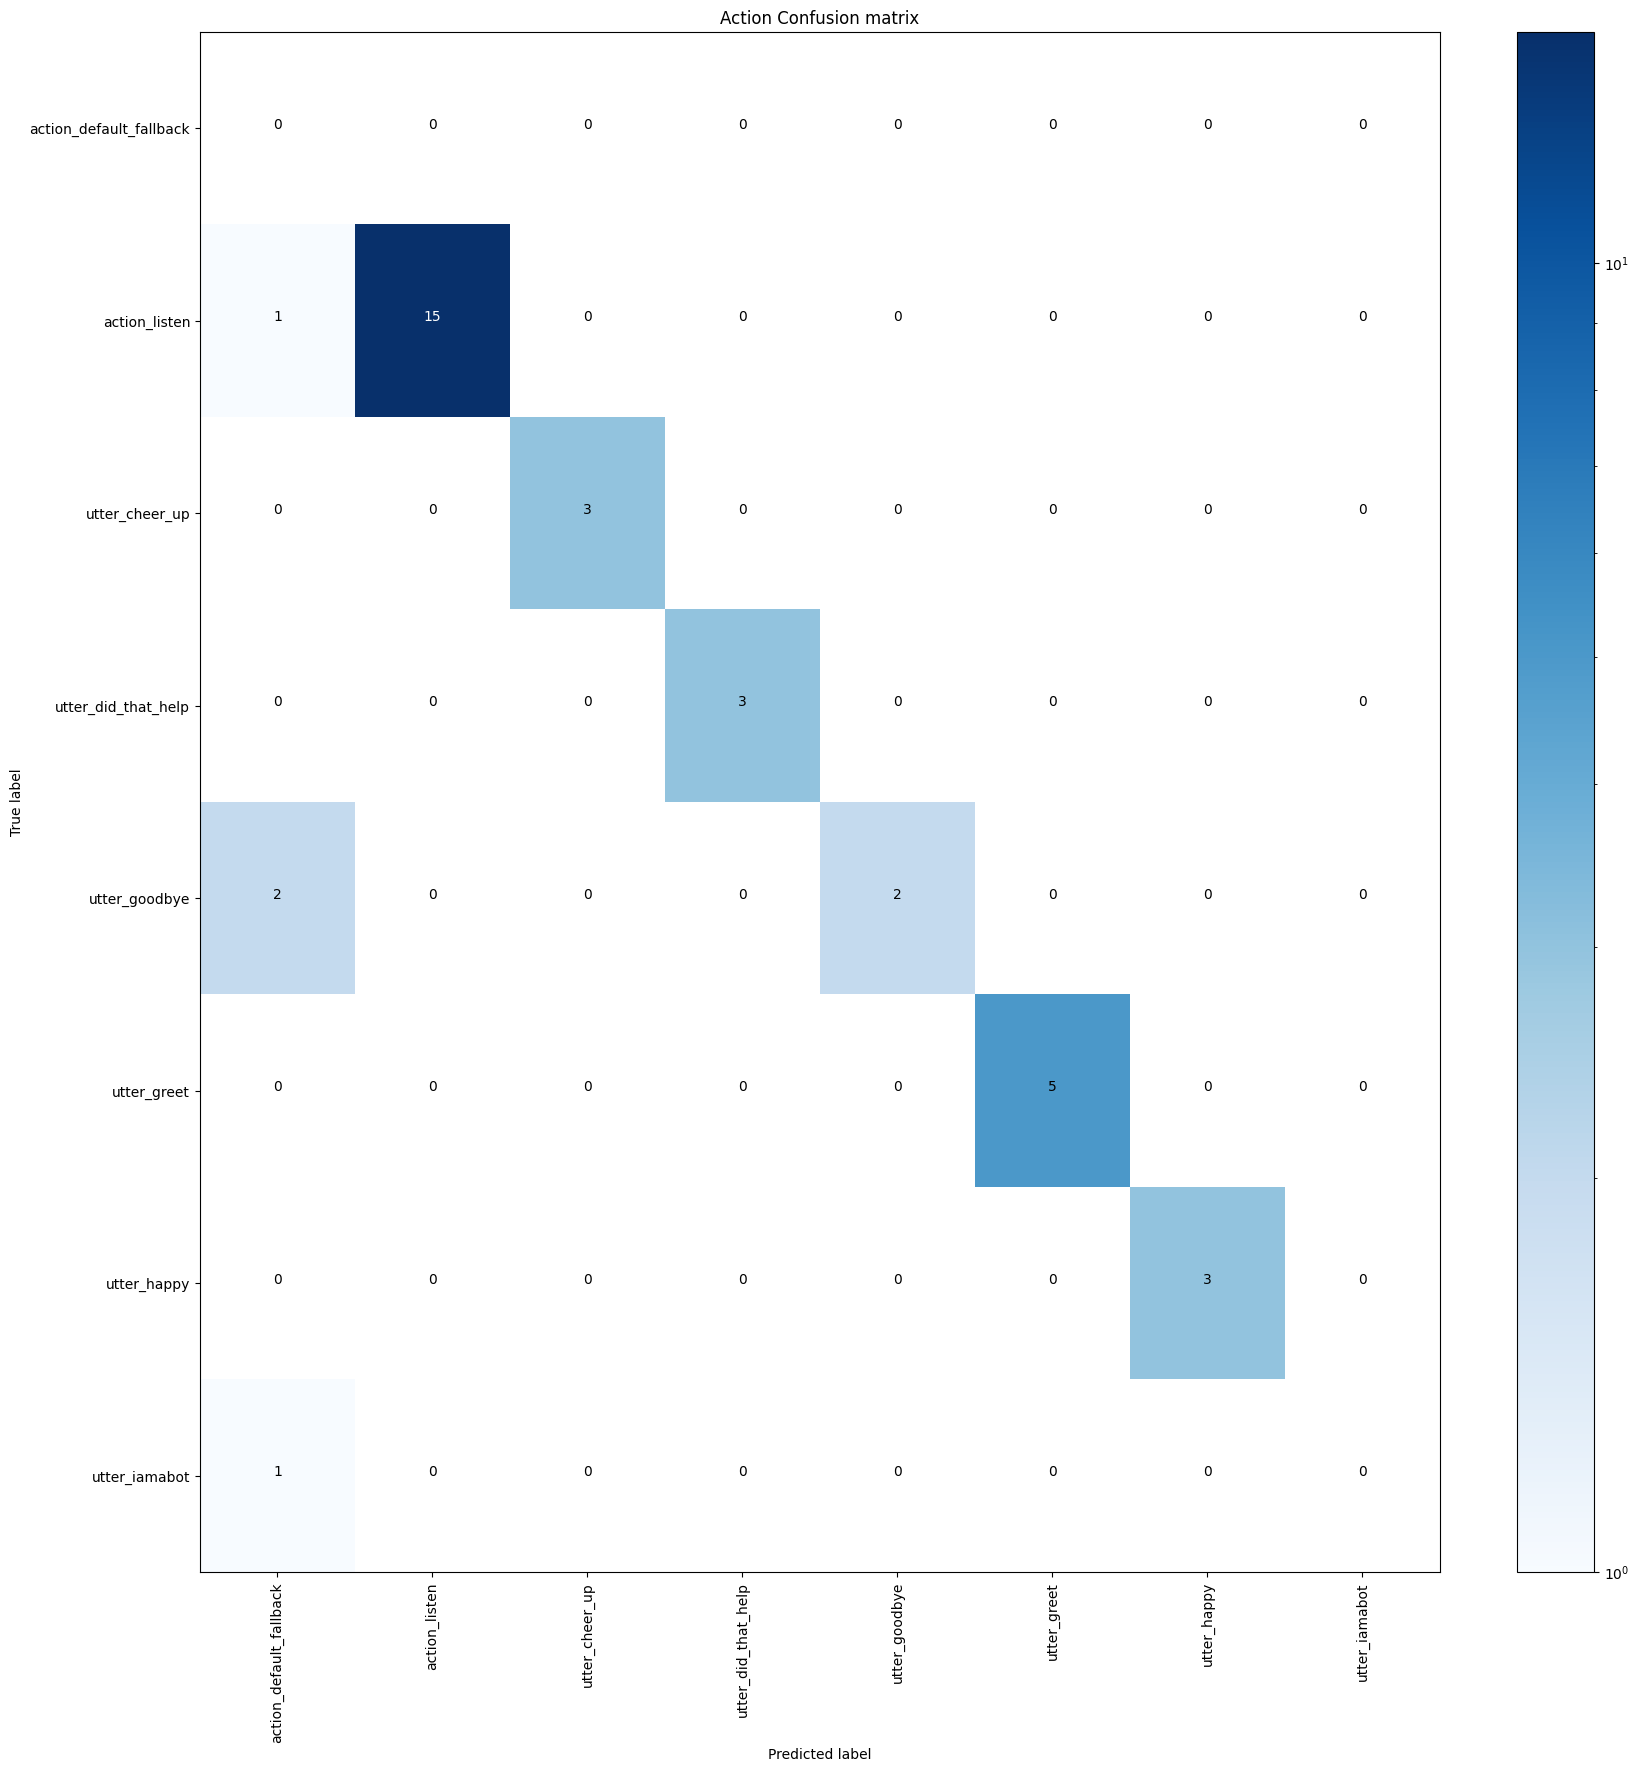 Action Confusion matrix
action_default_fallback 0 0 0 0 0 0 0 0
action_listen 1 15 0 0 0 0 0 0
utter_cheer_up 0 0 3 0 0 0 0 0
utter_did_that_help 0 0 0 3 0 0 0 0
utter_goodbye 2 0 0 0 2 0 0 0
utter_greet 0 0 0 0 0 5 0 0
utter_happy 0 0 0 0 0 0 3 0
utter_iamabot 1 0 0 0 0 0 0 0
True label
action_default_fallback
action_listen
utter_cheer_up
utter_did_that_help
utter_goodbye
utter_greet
utter_happy
utter_iamabot
Predicted label
10¹
10⁰